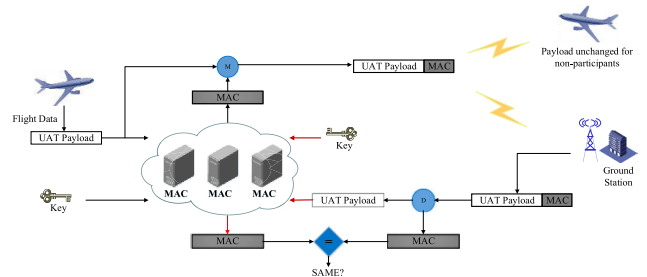 M
UAT Payload
MAC
Payload unchanged for
non-participants
MAC
Flight Data
UAT Payload
Key
MAC
MAC
MAC
Ground
Station
Key
UAT Payload
D
UAT Payload
MAC
MAC
=
MAC
SAME?